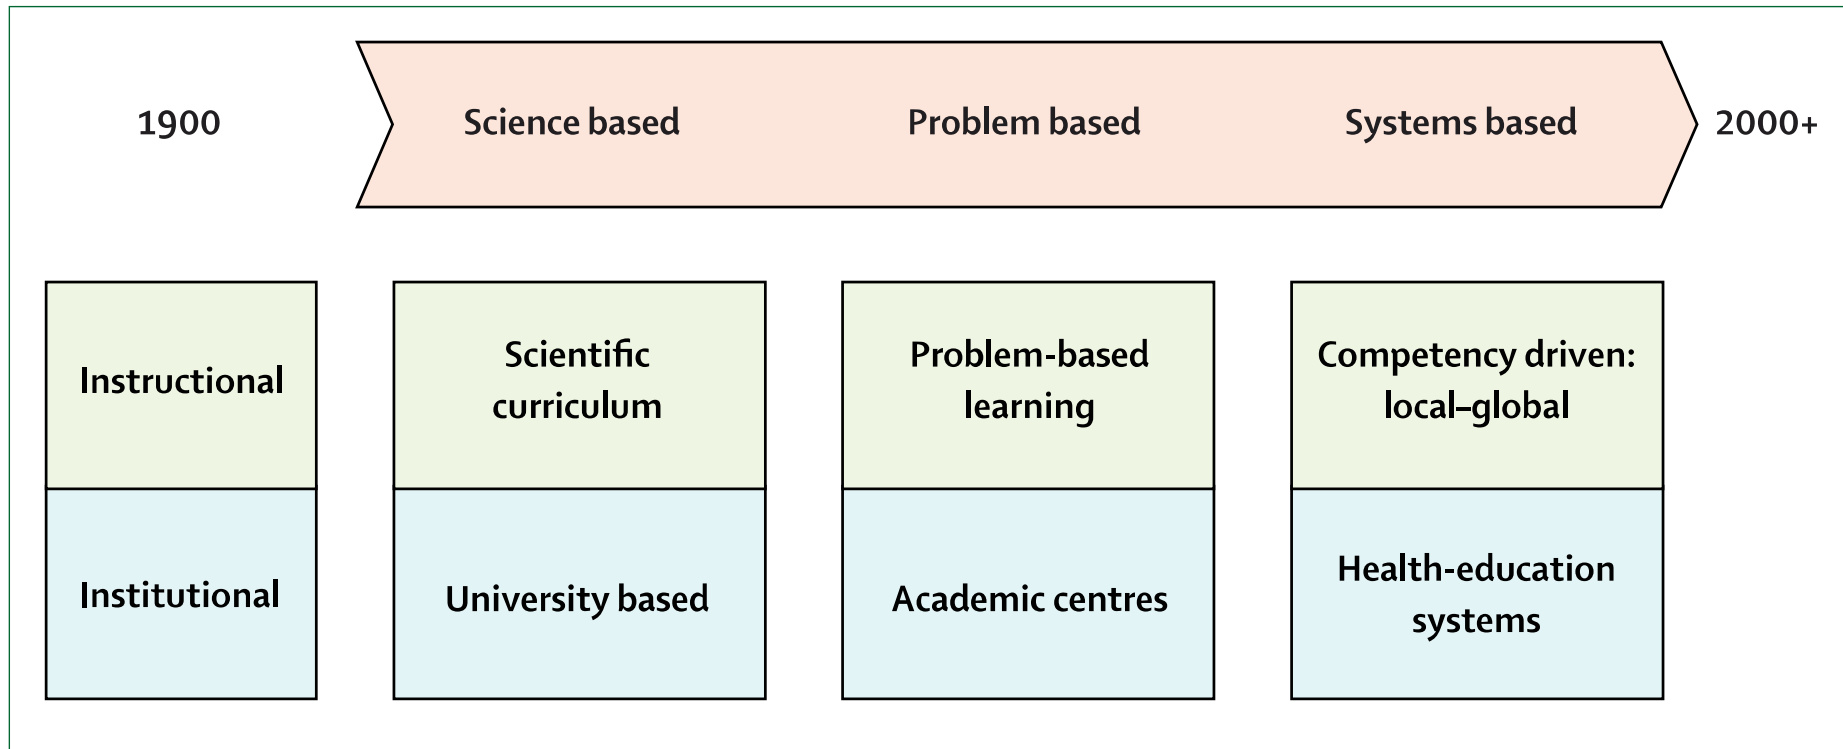 1900
Science based
Problem based
Systems based
2000+
Instructional
Scientific
curriculum
Problem-based
learning
Competency driven:
local–global
Institutional
University based
Academic centres
Health-education
systems